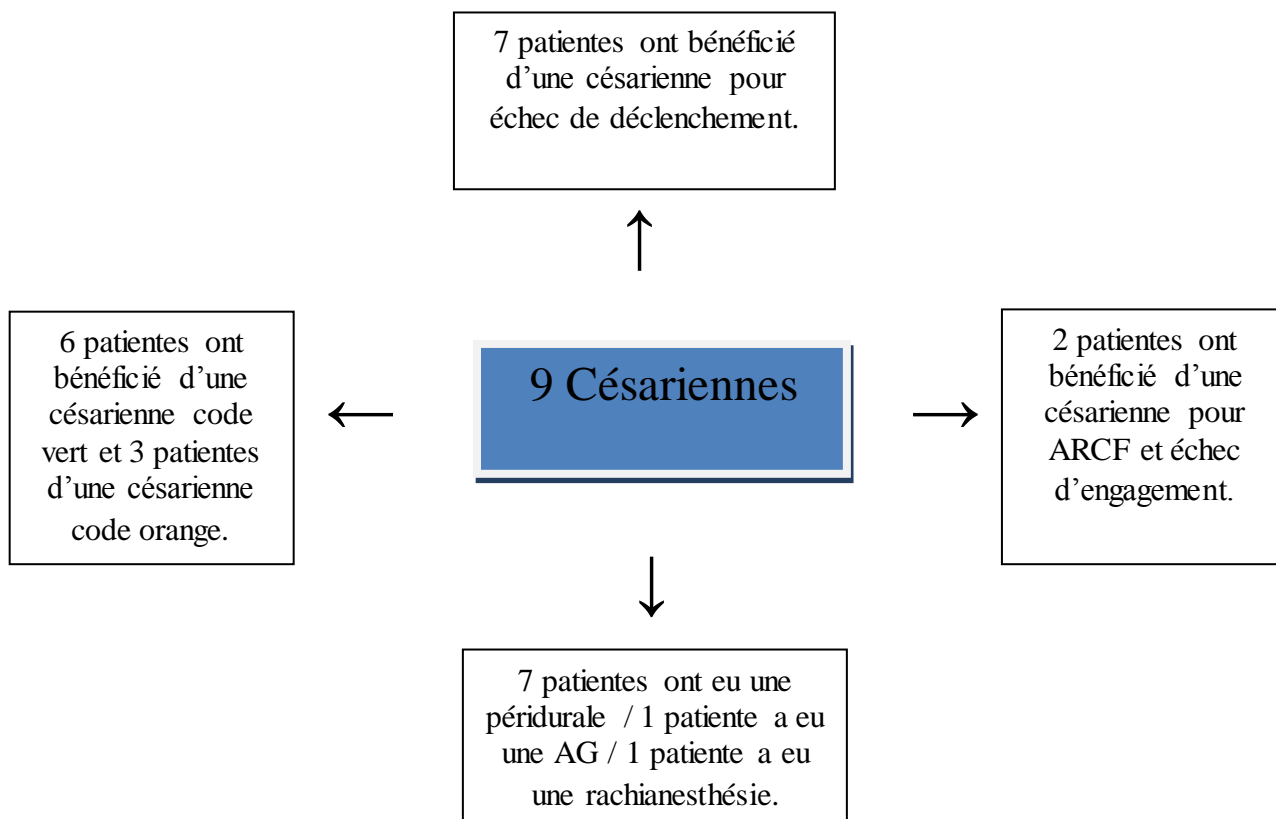 7 patientes ont bénéficié
d’une césarienne pour
échec de déclenchement.
6 patientes ont
bénéficié d’une
césarienne code
vert et 3 patientes
d’une césarienne
code orange.
9 Césariennes
2 patientes ont
bénéficié d’une
césarienne pour
ARCF et échec
d’engagement.
7 patientes ont eu une
péridurale / 1 patiente a eu
une AG / 1 patiente a eu
une rachianesthésie.